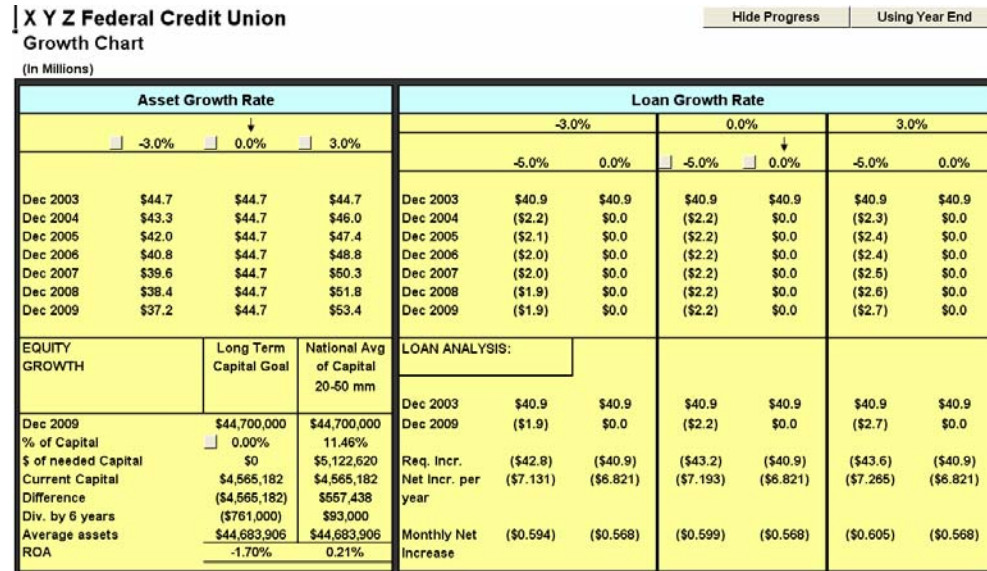 X Y Z Federal Credit Union
Hide Progress Using Year End
Growth Chart
(In Millions)
Asset Growth Rate Loan Growth Rate
-3.0% 0.0% 3.0%
-3.0% 0.0% 3.0%
-5.0% 0.0% -5.0% 0.0% -5.0% 0.0%
Dec 2003 $44.7 $44.7 $44.7 Dec 2003 $40.9 $40.9 $40.9 $40.9 $40.9 $40.9
Dec 2004 $43.3 $44.7 $46.0 Dec 2004 ($2.2) $0.0 ($2.2) $0.0 ($2.3) $0.0
Dec 2005 $42.0 $44.7 $47.4 Dec 2005 ($2.1) $0.0 ($2.2) $0.0 ($2.4) $0.0
Dec 2006 $40.8 $44.7 $48.8 Dec 2006 ($2.0) $0.0 ($2.2) $0.0 ($2.4) $0.0
Dec 2007 $39.6 $44.7 $50.3 Dec 2007 ($2.0) $0.0 ($2.2) $0.0 ($2.5) $0.0
Dec 2008 $38.4 $44.7 $51.8 Dec 2008 ($1.9) $0.0 ($2.2) $0.0 ($2.6) $0.0
Dec 2009 $37.2 $44.7 $53.4 Dec 2009 ($1.9) $0.0 ($2.2) $0.0 ($2.7) $0.0
EQUITY Long Term National Avg LOAN ANALYSIS:
GROWTH Capital Goal of Capital
20-50 mm
Dec 2003 $40.9 $40.9 $40.9 $40.9 $40.9 $40.9
Dec 2009 $44,700,000 $44,700,000 Dec 2009 ($1.9) $0.0 ($2.2) $0.0 ($2.7) $0.0
% of Capital 0.00% 11.46%
$ of needed Capital $0 $5,122,620 Req. Incr. ($42.8) ($40.9) ($43.2) ($40.9) ($43.6) ($40.9)
Current Capital $4,565,182 $4,565,182 Net Incr. per ($7.131) ($6.821) ($7.193) ($6.821) ($7.265) ($6.821)
Difference ($4,565,182) $557,438 year
Div. by 6 years ($761,000) $93,000
Average assets $44,683,906 $44,683,906 Monthly Net ($0.594) ($0.568) ($0.599) ($0.568) ($0.605) ($0.568)
ROA -1.70% 0.21% Increase